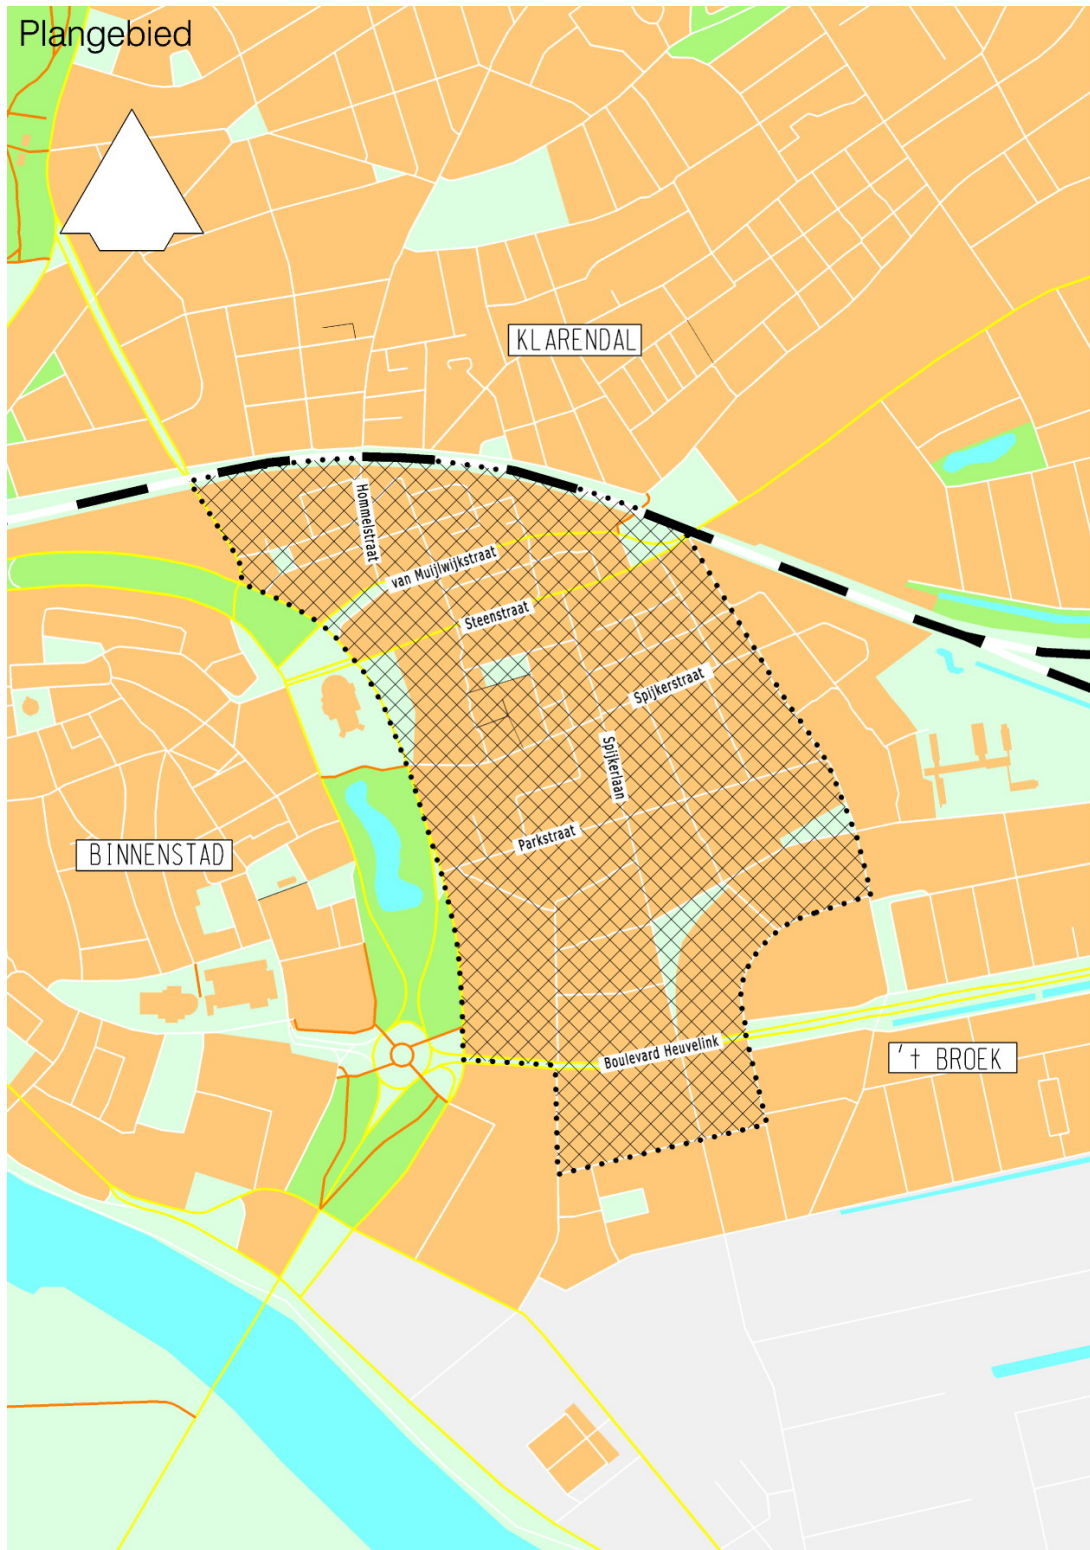 Plangebied
KLARENDAL
Hommelstraat
van Muijlwijkstraat
Steenstraat
Spijkerstraat
Spijkerlaan
Parkstraat
BINNENSTAD
Boulevard Heuvelink
't BROEK